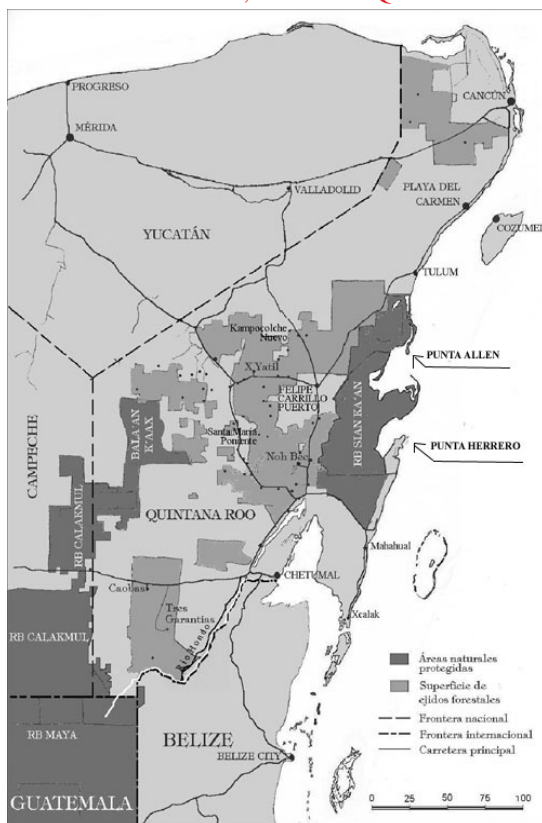 PROGRESO
MÉRIDA
CANCÚN
VALLADOLID
PLAYA DEL
CARMEN
COZUMEL
YUCATÁN
TULUM
Kampocolche
Nuevo
PUNTA ALLEN
X Yatil
FELIPE
CARRILLO
PUERTO
RB SIAN KA'AN
BALA'AN
K'AAX
Santa María
Poniente
PUNTA HERRERO
CAMPECHE
Noh Bec
RB CALAKMUL
QUINTANA ROO
Mahahual
CHETUMAL
Caobas
Tres
Garantías
Xcalak
RB CALAKMUL
Río Hondo
Áreas naturales
protegidas
Superficie de
ejidos forestales
Frontera nacional
Frontera internacional
Carretera principal
RB MAYA
BELIZE
BELIZE CITY
GUATEMALA
0 25 50 75 100